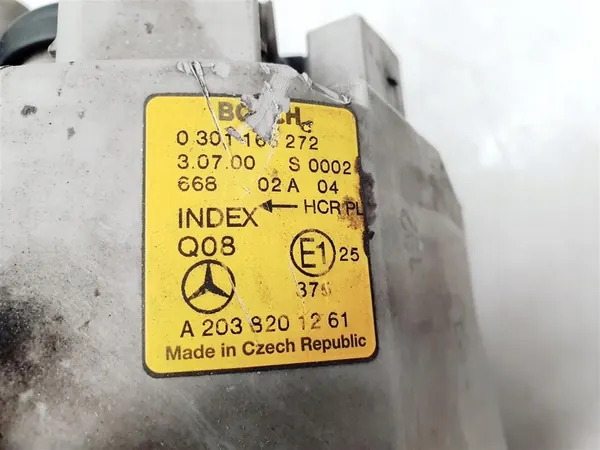 BOSCH
C
0 301 166 272
3.07.00 S 0002
668 02 A 04
INDEX ← HCR PL
Q08 E1 25
A 203 820 12 61
Made in Czech Republic